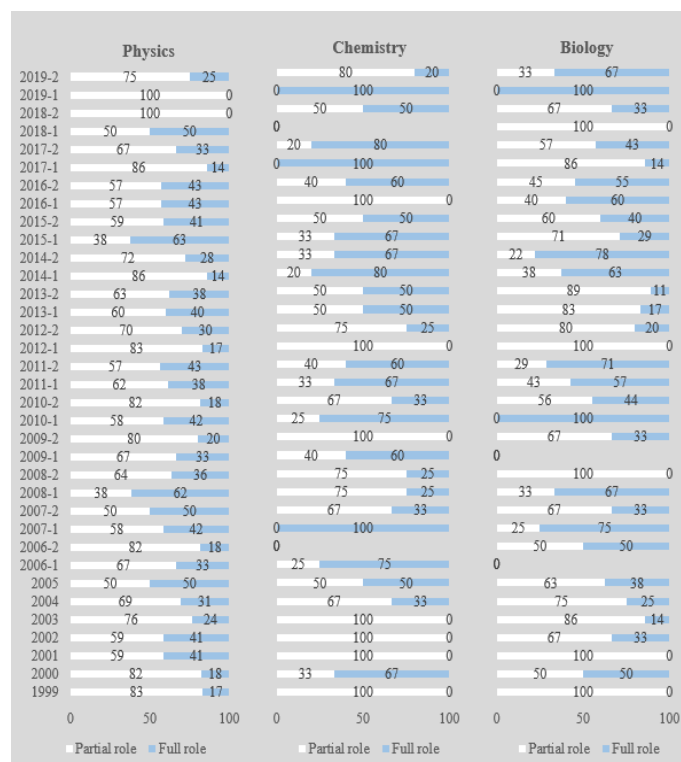 Physics Chemistry Biology
2019-2 75 25 80 20 33 67
2019-1 100 0 0 100 0 100
2018-2 100 0 50 50 67 33
2018-1 50 50 0 100 0
2017-2 67 33 20 80 57 43
2017-1 86 14 0 100 86 14
2016-2 57 43 40 60 45 55
2016-1 57 43 100 0 40 60
2015-2 59 41 50 50 60 40
2015-1 38 63 33 67 71 29
2014-2 72 28 33 67 22 78
2014-1 86 14 20 80 38 63
2013-2 63 38 50 50 89 11
2013-1 60 40 50 50 83 17
2012-2 70 30 75 25 80 20
2012-1 83 17 100 0 100 0
2011-2 57 43 40 60 29 71
2011-1 62 38 33 67 43 57
2010-2 82 18 67 33 56 44
2010-1 58 42 25 75 0 100
2009-2 80 20 100 0 67 33
2009-1 67 33 40 60 0
2008-2 64 36 75 25 100 0
2008-1 38 62 75 25 33 67
2007-2 50 50 67 33 67 33
2007-1 58 42 0 100 25 75
2006-2 82 18 0 50 50
2006-1 67 33 25 75 0
2005 50 50 50 50 63 38
2004 69 31 67 33 75 25
2003 76 24 100 0 86 14
2002 59 41 100 0 67 33
2001 59 41 100 0 100 0
2000 82 18 33 67 50 50
1999 83 17 100 0 100 0
0 50 100 0 50 100 0 50 100
Partial role Full role Partial role Full role Partial role Full role